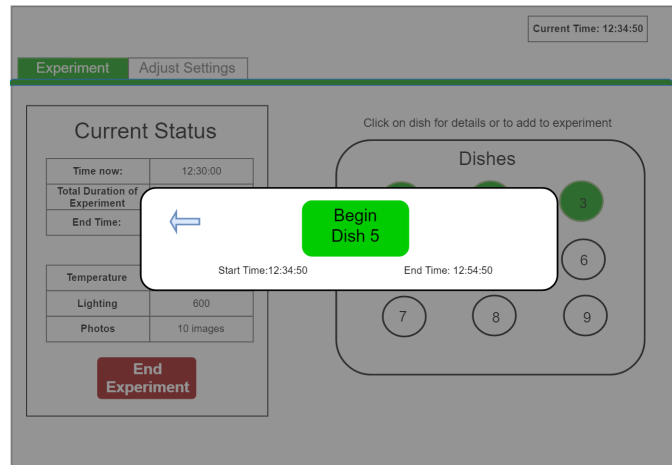 Current Time: 12:34:50
Experiment
Adjust Settings
Click on dish for details or to add to experiment
Current Status
Dishes
Time now:
12:30:00
Total Duration of
Experiment
3
End Time:
Begin
Dish 5
Start Time:12:34:50
End Time: 12:54:50
6
Temperature
Lighting
600
7
8
9
Photos
10 images
End
Experiment